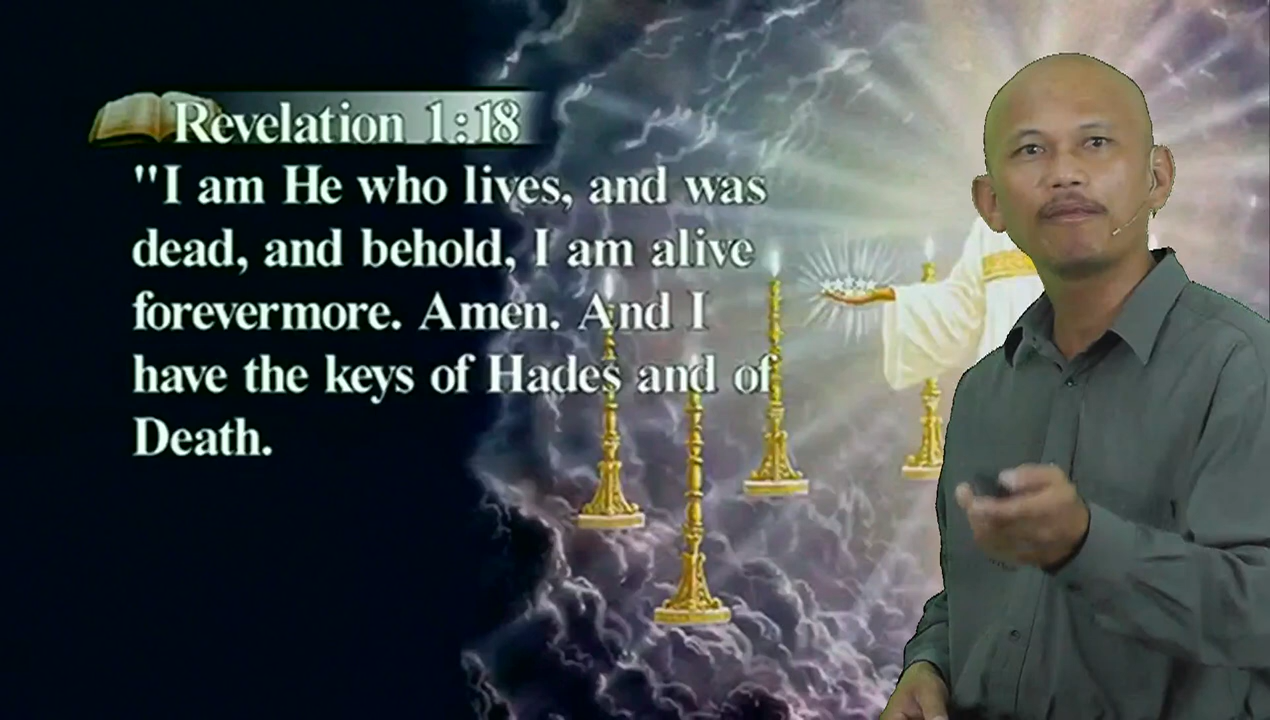 Revelation 1:18
"I am He who lives, and was
dead, and behold, I am alive
forevermore. Amen. And I
have the keys of Hades and of
Death.